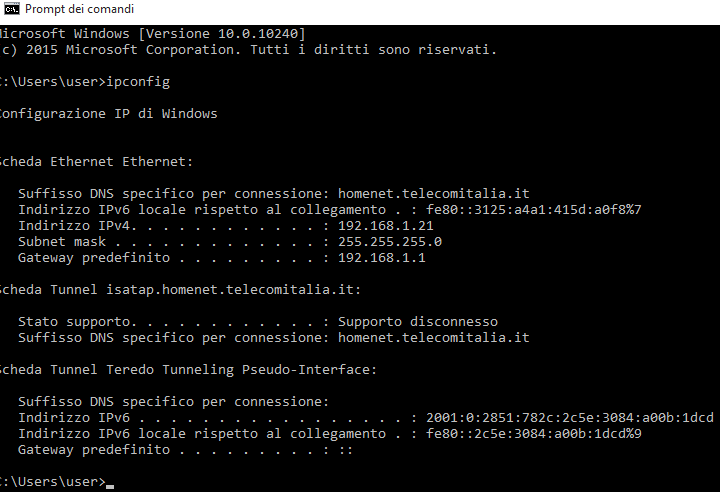 Prompt dei comandi
Microsoft Windows [Versione 10.0.10240]
(c) 2015 Microsoft Corporation. Tutti i diritti sono riservati.
C:\Users\user>ipconfig
Configurazione IP di Windows
Scheda Ethernet Ethernet:
Suffisso DNS specifico per connessione: homenet.telecomitalia.it
Indirizzo IPv6 locale rispetto al collegamento . : fe80::3125:a4a1:415d:a0f8%7
Indirizzo IPv4. . . . . . . . . . . . : 192.168.1.21
Subnet mask . . . . . . . . . . . . . : 255.255.255.0
Gateway predefinito . . . . . . . . . : 192.168.1.1
Scheda Tunnel isatap.homenet.telecomitalia.it:
Stato supporto. . . . . . . . . . . . : Supporto disconnesso
Suffisso DNS specifico per connessione: homenet.telecomitalia.it
Scheda Tunnel Teredo Tunneling Pseudo-Interface:
Suffisso DNS specifico per connessione:
Indirizzo IPv6 . . . . . . . . . . . . . . . . . : 2001:0:2851:782c:2c5e:3084:a00b:1dcd
Indirizzo IPv6 locale rispetto al collegamento . : fe80::2c5e:3084:a00b:1dcd%9
Gateway predefinito . . . . . . . . . : ::
C:\Users\user>_